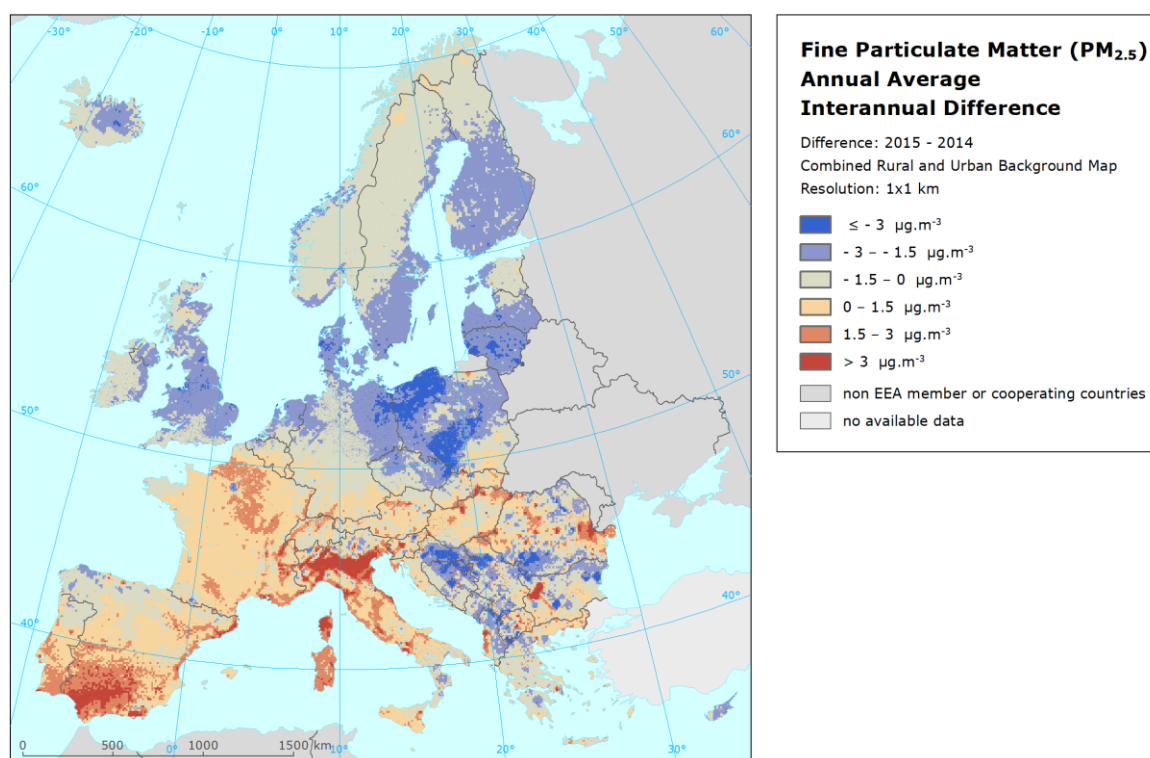 -30°
-20°
-10°
0°
10°
20°
30°
40°
50°
60°
60°
60°
50°
50°
40°
40°
0
500
1000
1500 km
0°
10°
20°
30°
Fine Particulate Matter (PM2.5)
Annual Average
Interannual Difference
Difference: 2015 - 2014
Combined Rural and Urban Background Map
Resolution: 1x1 km
≤ - 3 µg.m-3
- 3 – - 1.5 µg.m-3
- 1.5 – 0 µg.m-3
0 – 1.5 µg.m-3
1.5 – 3 µg.m-3
> 3 µg.m-3
non EEA member or cooperating countries
no available data